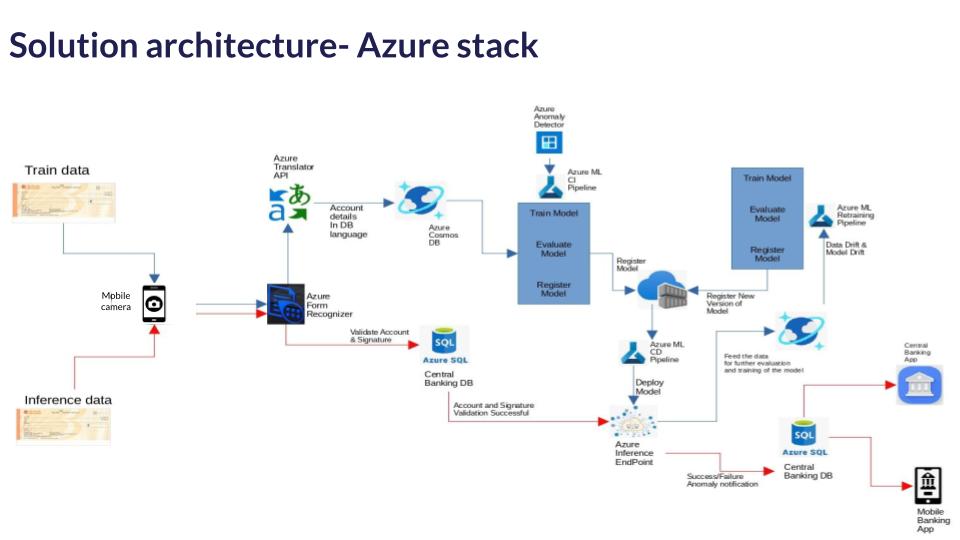 Solution architecture- Azure stack
Azure
Anomaly
Detector
Azure ML
CI
Pipeline
Train data
Azure
Translator
API
a あ
Account
details
In DB
language
Azure
Cosmos
DB
Train Model
Evaluate
Model
Register
Model
Train Model
Evaluate
Model
Register
Model
Azure ML
Retraining
Pipeline
Data Drift &
Model Drift
Register
Model
Register New
Version of
Model
Mobile
camera
Azure
Form
Recognizer
Validate Account
& Signature
SQL
Azure SQL
Central
Banking DB
Azure ML
CD
Pipeline
Feed the data
for further evaluation
and training of the model
Central
Banking
App
Deploy
Model
Inference data
Account and Signature
Validation Successful
Azure
Inference
EndPoint
SQL
Azure SQL
Central
Banking DB
Success/Failure
Anomaly notification
Mobile
Banking
App